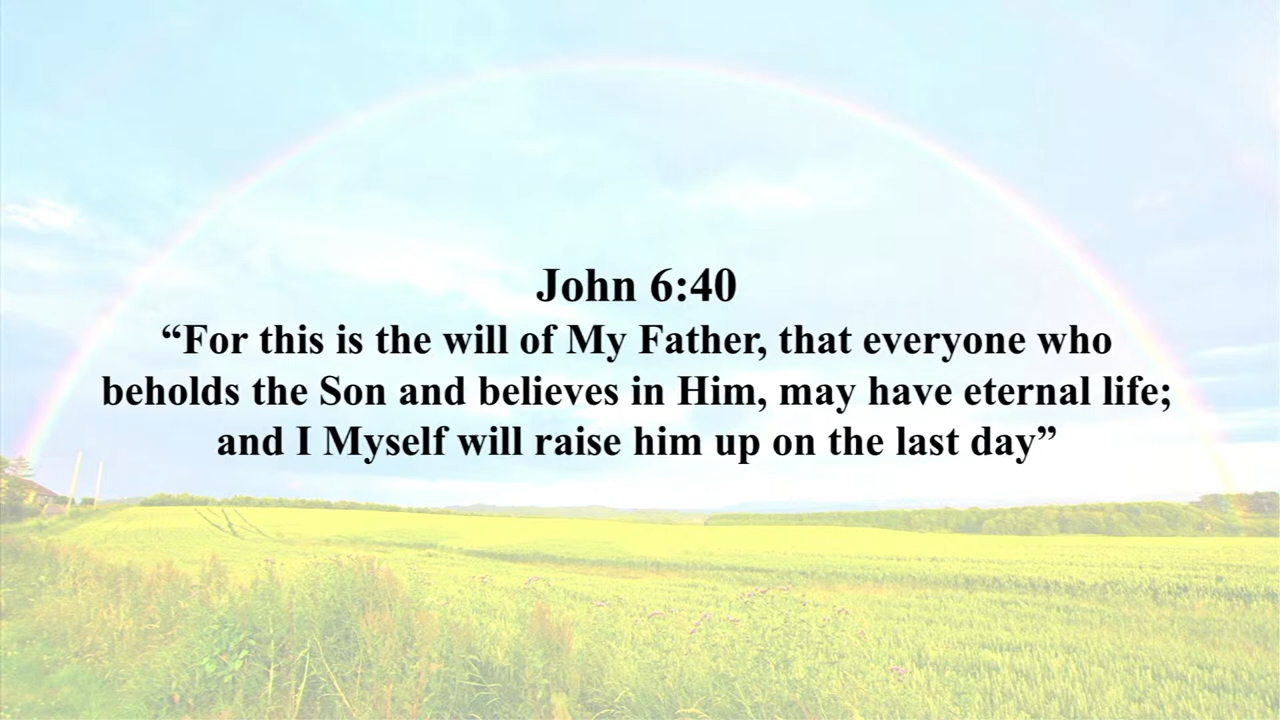 John 6:40
“For this is the will of My Father, that everyone who
beholds the Son and believes in Him, may have eternal life;
and I Myself will raise him up on the last day”